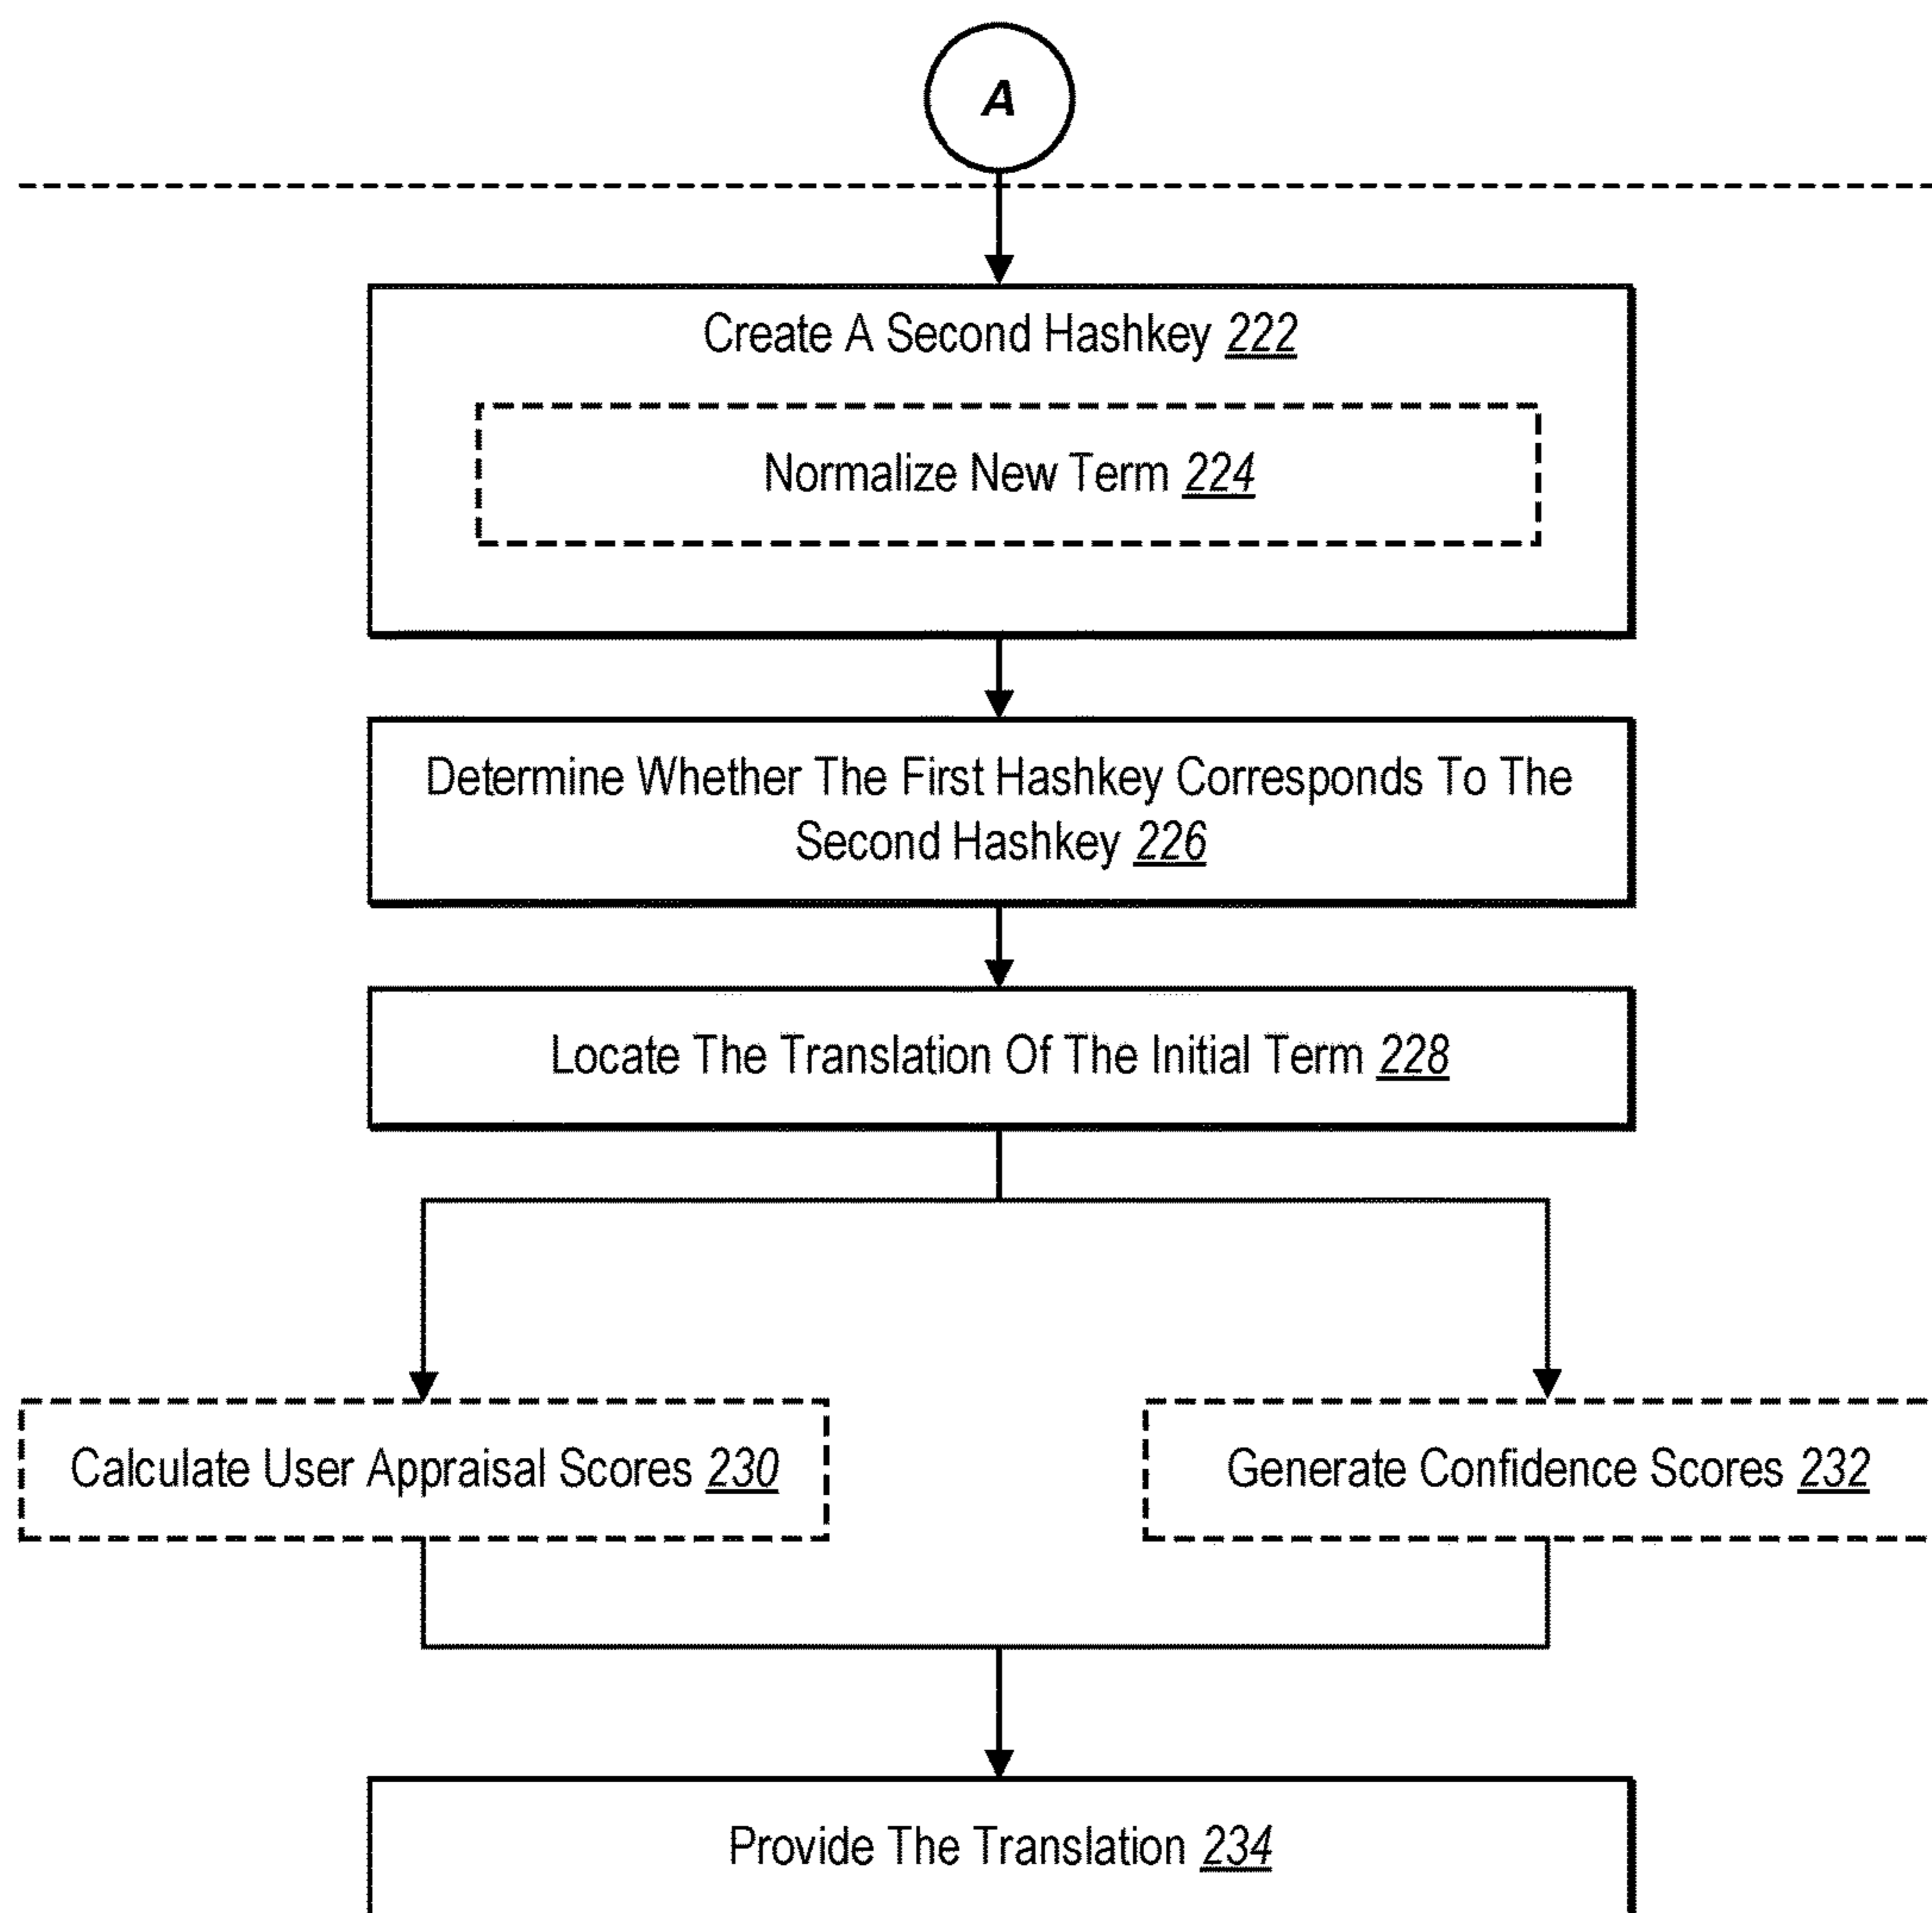 A
Create A Second Hashkey 222
Normalize New Term 224
Determine Whether The First Hashkey Corresponds To The
Second Hashkey 226
Locate The Translation Of The Initial Term 228
Calculate User Appraisal Scores 230
Generate Confidence Scores 232
Provide The Translation 234